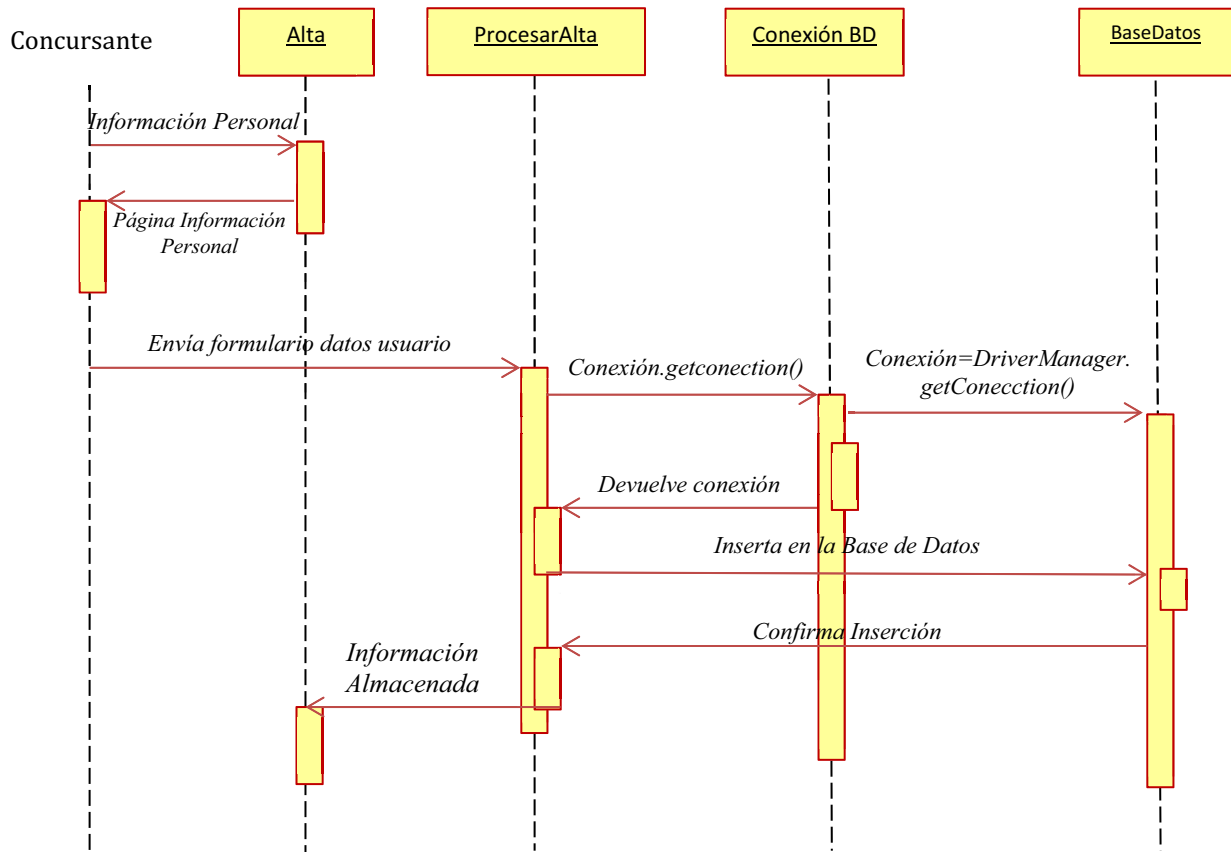 Concursante
Alta
ProcesarAlta
Conexión BD
BaseDatos
Información Personal
Página Información
Personal
Envía formulario datos usuario
Conexión.getconection()
Conexión=DriverManager.
getConecction()
Devuelve conexión
Inserta en la Base de Datos
Confirma Inserción
Información
Almacenada